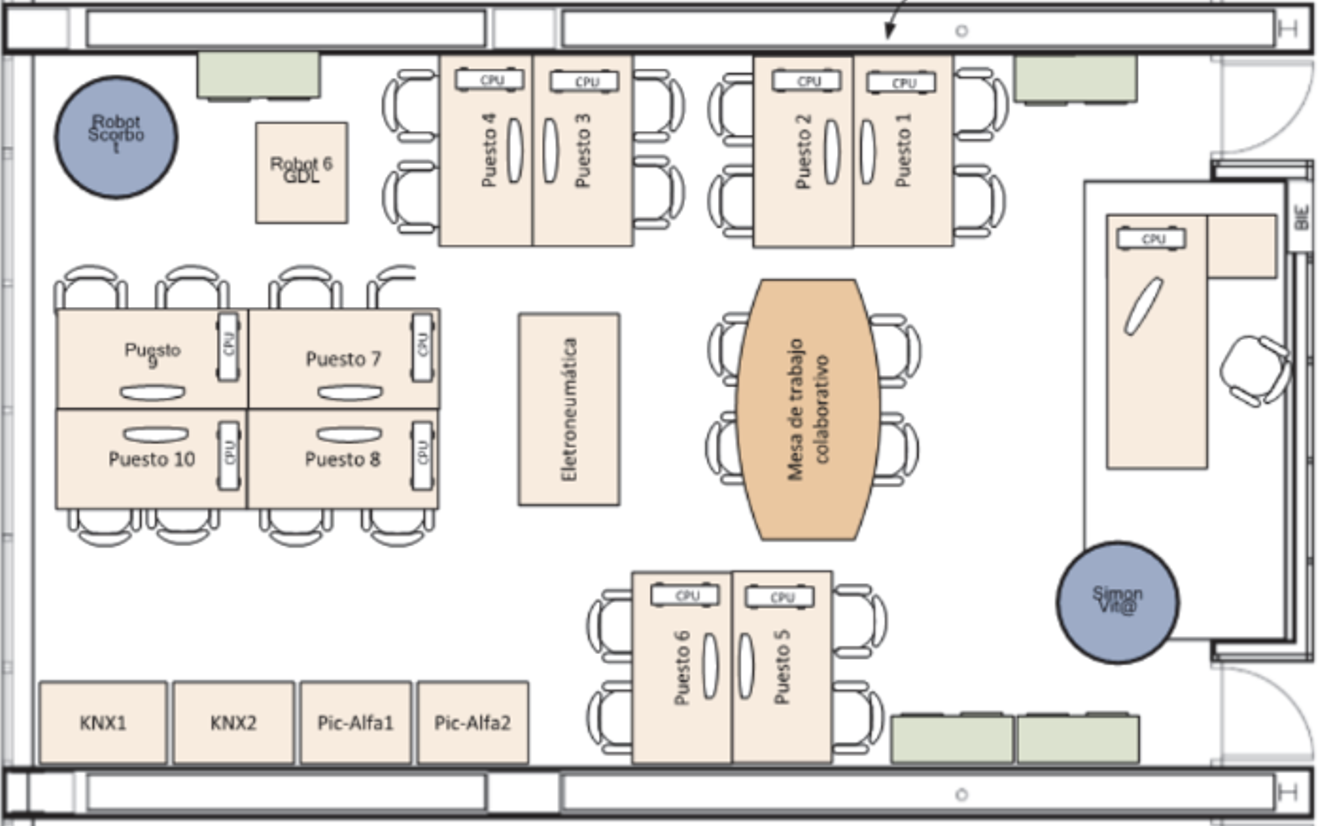 Robot
Scorbo
t
Robot 6
GDL
CPU
Puesto 4
CPU
Puesto 3
CPU
Puesto 2
CPU
Puesto 1
BIE
CPU
Puesto
9
CPU
Puesto 7
CPU
Puesto 10
CPU
Puesto 8
CPU
Eletroneumática
Mesa de trabajo
colaborativo
Simon
Vit@
CPU
Puesto 6
CPU
Puesto 5
KNX1
KNX2
Pic-Alfa1
Pic-Alfa2